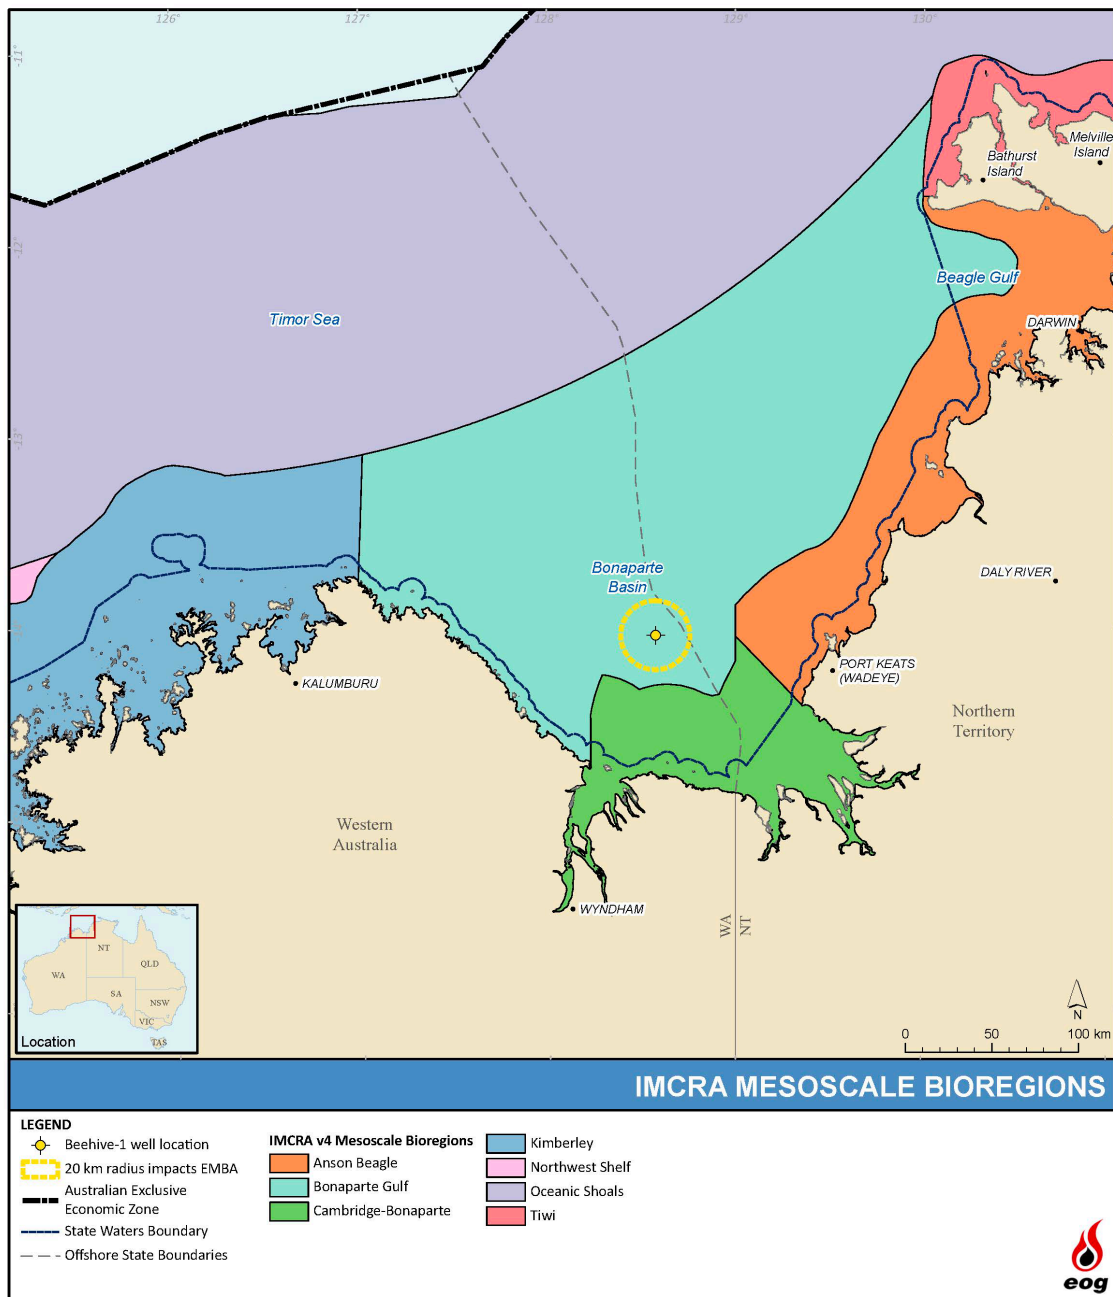 126°
127°
128°
129°
130°
-11°
Melville
Island
Bathurst
Island
-12°
Beagle Gulf
Timor Sea
DARWIN
-13°
Bonaparte
Basin
DALY RIVER
PORT KEATS
(WADEYE)
KALUMBURU
Northern
Territory
Western
Australia
WYNDHAM
WA
NT
NT
WA
QLD
SA
NSW
VIC
TAS
Location
N
0 50 100 km
IMCRA MESOSCALE BIOREGIONS
LEGEND
Beehive-1 well location
20 km radius impacts EMBA
Australian Exclusive
Economic Zone
State Waters Boundary
Offshore State Boundaries
IMCRA v4 Mesoscale Bioregions
Anson Beagle
Bonaparte Gulf
Cambridge-Bonaparte
Kimberley
Northwest Shelf
Oceanic Shoals
Tiwi
eog